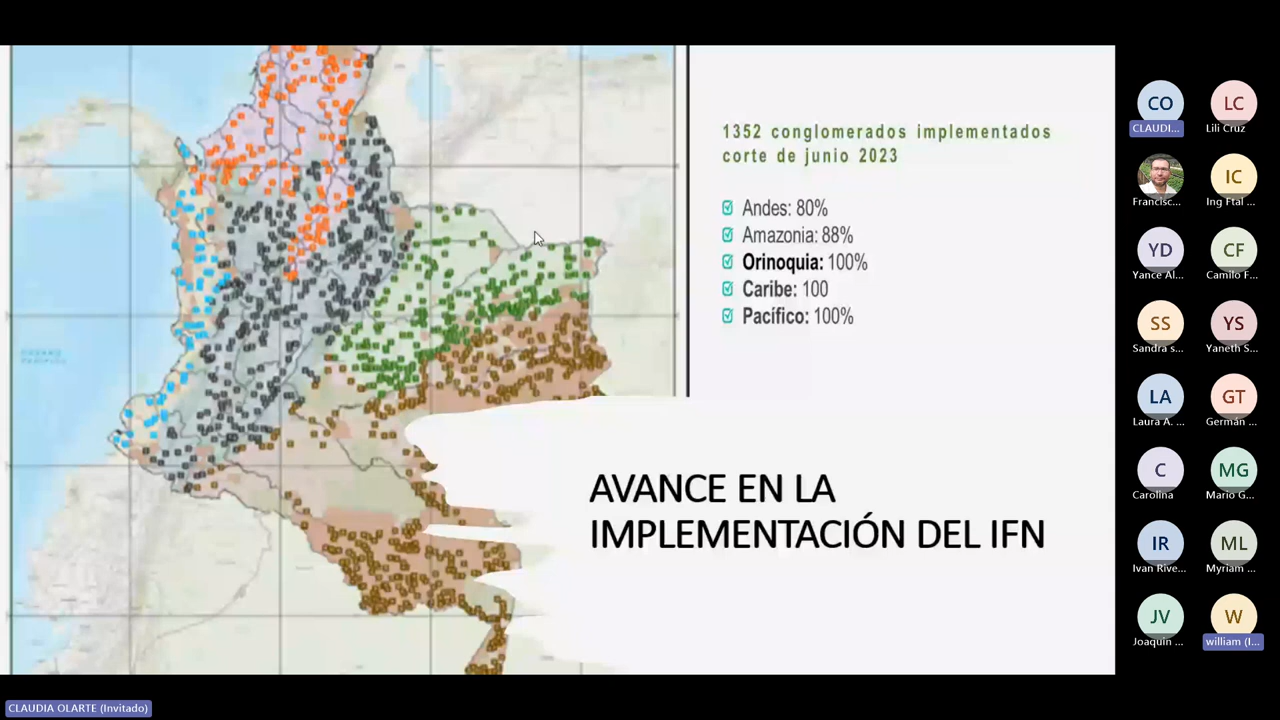 1352 conglomerados implementados
corte de junio 2023
Andes: 80%
Amazonia: 88%
Orinoquia: 100%
Caribe: 100
Pacífico: 100%
AVANCE EN LA
IMPLEMENTACIÓN DEL IFN
CO
CLAUDI...
LC
Lili Cruz
Francisc...
IC
Ing Ftal ...
YD
Yance Al...
CF
Camilo F...
SS
Sandra s...
YS
Yaneth S...
LA
Laura A. ...
GT
Germán ...
C
Carolina
MG
Mario G...
IR
Ivan Rive...
ML
Myriam ...
JV
Joaquin ...
W
william (I...
CLAUDIA OLARTE (Invitado)